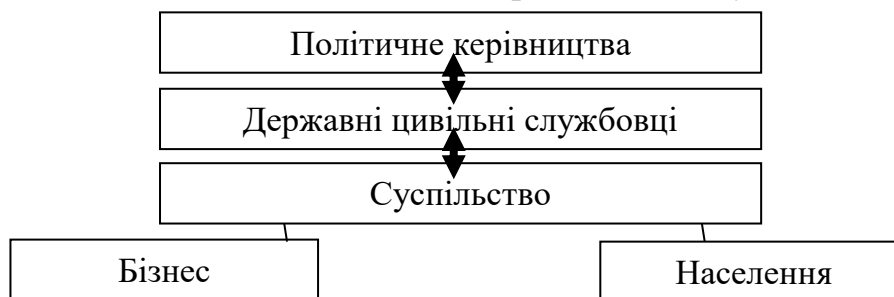 Політичне керівництва
Державні цивільні службовці
Суспільство
Бізнес
Населення